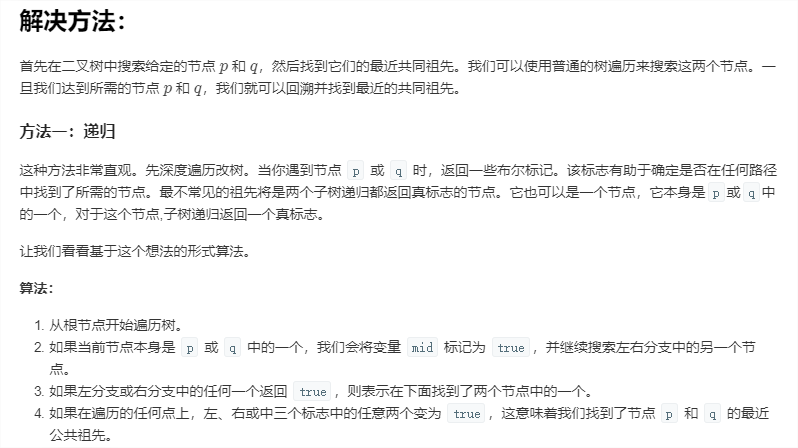 解决方法：
首先在二叉树中搜索给定的节点 p 和 q，然后找到它们的最近共同祖先。我们可以使用普通的树遍历来搜索这两个节点。一
旦我们达到所需的节点 p 和 q，我们就可以回溯并找到最近的共同祖先。
方法一：递归
这种方法非常直观。先深度遍历改树。当你遇到节点 p 或 q 时，返回一些布尔标记。该标志有助于确定是否在任何路径
中找到了所需的节点。最不常见的祖先将是两个子树递归都返回真标志的节点。它也可以是一个节点，它本身是 p 或 q 中
的一个，对于这个节点,子树递归返回一个真标志。
让我们看看基于这个想法的形式算法。
算法：
1. 从根节点开始遍历树。
2. 如果当前节点本身是 p 或 q 中的一个，我们会将变量 mid 标记为 true ，并继续搜索左右分支中的另一个节
点。
3. 如果左分支或右分支中的任何一个返回 true ，则表示在下面找到了两个节点中的一个。
4. 如果在遍历的任何点上，左、右或中三个标志中的任意两个变为 true ，这意味着我们找到了节点 p 和 q 的最近
公共祖先。